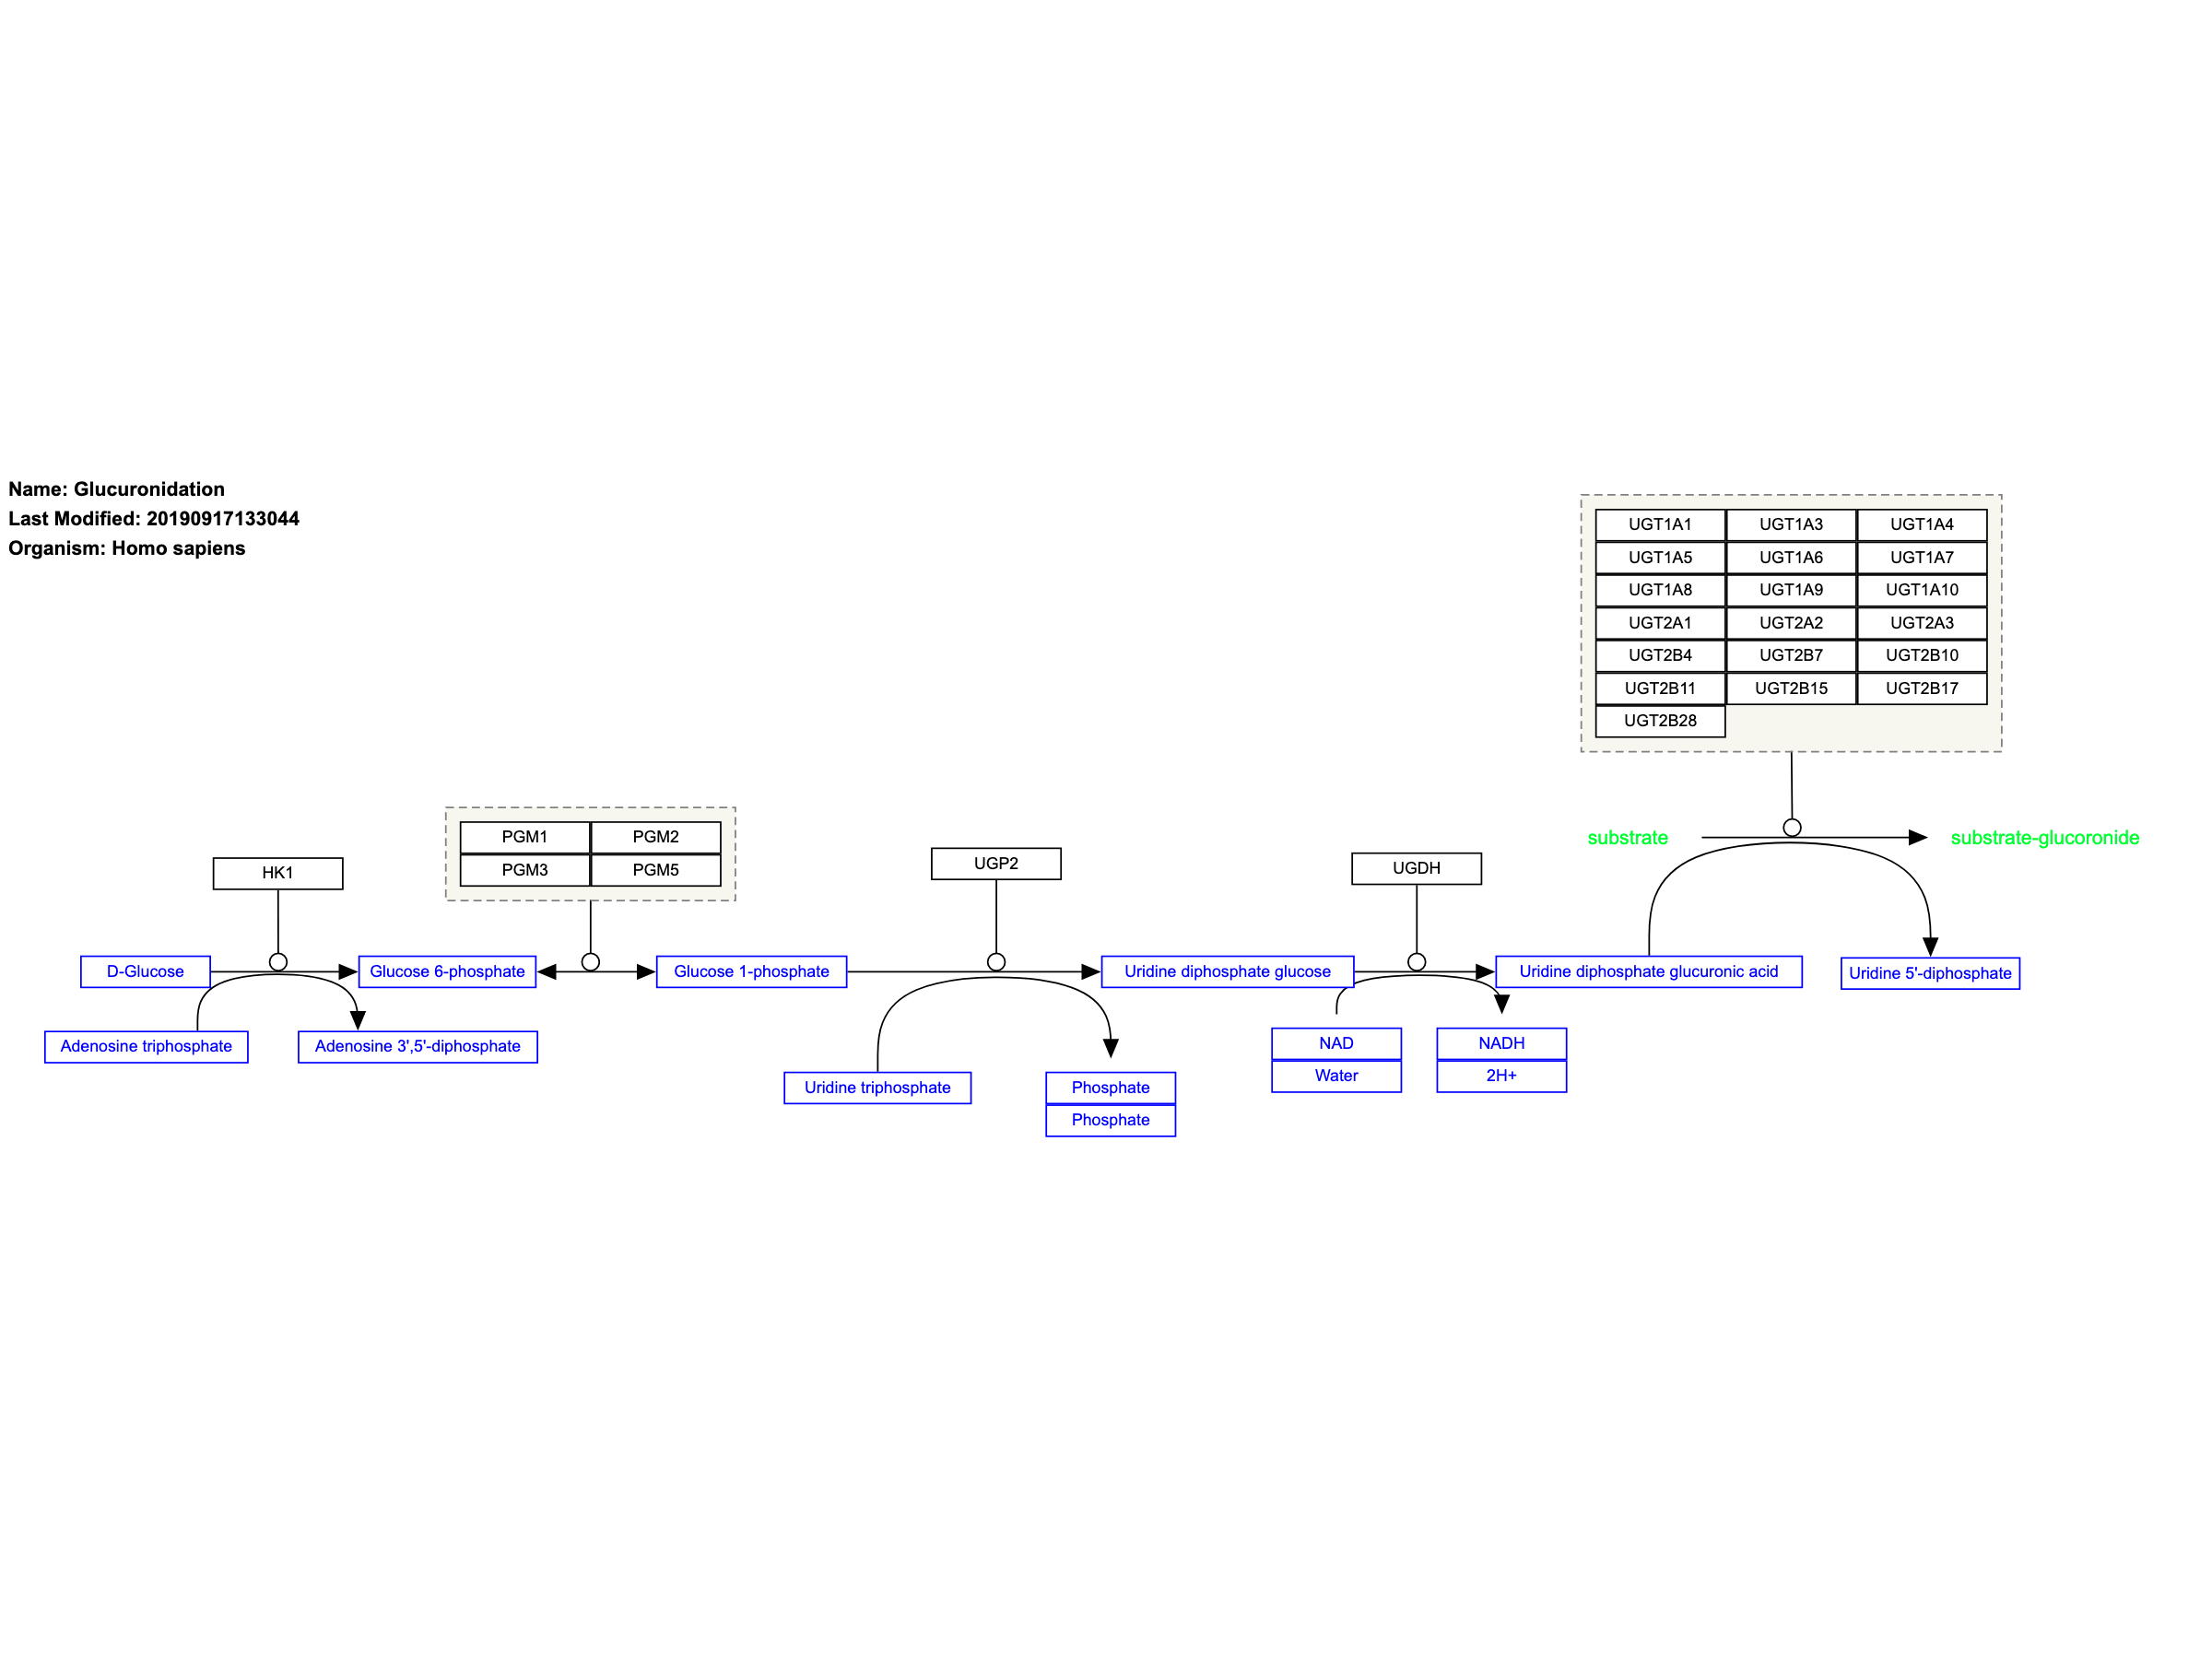 Name: Glucuronidation
Last Modified: 20190917133044
Organism: Homo sapiens
UGT1A1 UGT1A3 UGT1A4
UGT1A5 UGT1A6 UGT1A7
UGT1A8 UGT1A9 UGT1A10
UGT2A1 UGT2A2 UGT2A3
UGT2B4 UGT2B7 UGT2B10
UGT2B11 UGT2B15 UGT2B17
UGT2B28
PGM1 PGM2
PGM3 PGM5
HK1
UGP2
UGDH
substrate
substrate-glucoronide
D-Glucose
Glucose 6-phosphate
Glucose 1-phosphate
Uridine diphosphate glucose
Uridine diphosphate glucuronic acid
Uridine 5'-diphosphate
Adenosine triphosphate
Adenosine 3',5'-diphosphate
Uridine triphosphate
Phosphate
Phosphate
NAD
Water
NADH
2H+